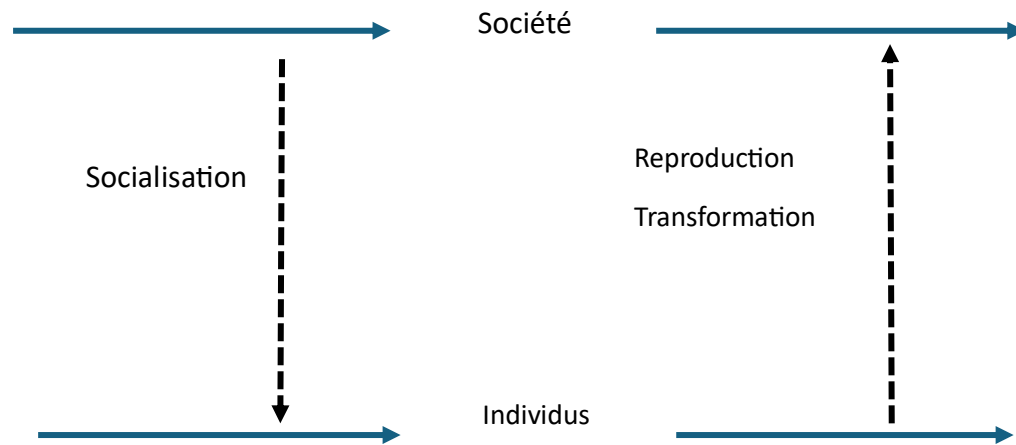 Société
Socialisation
Reproduction
Transformation
Individus